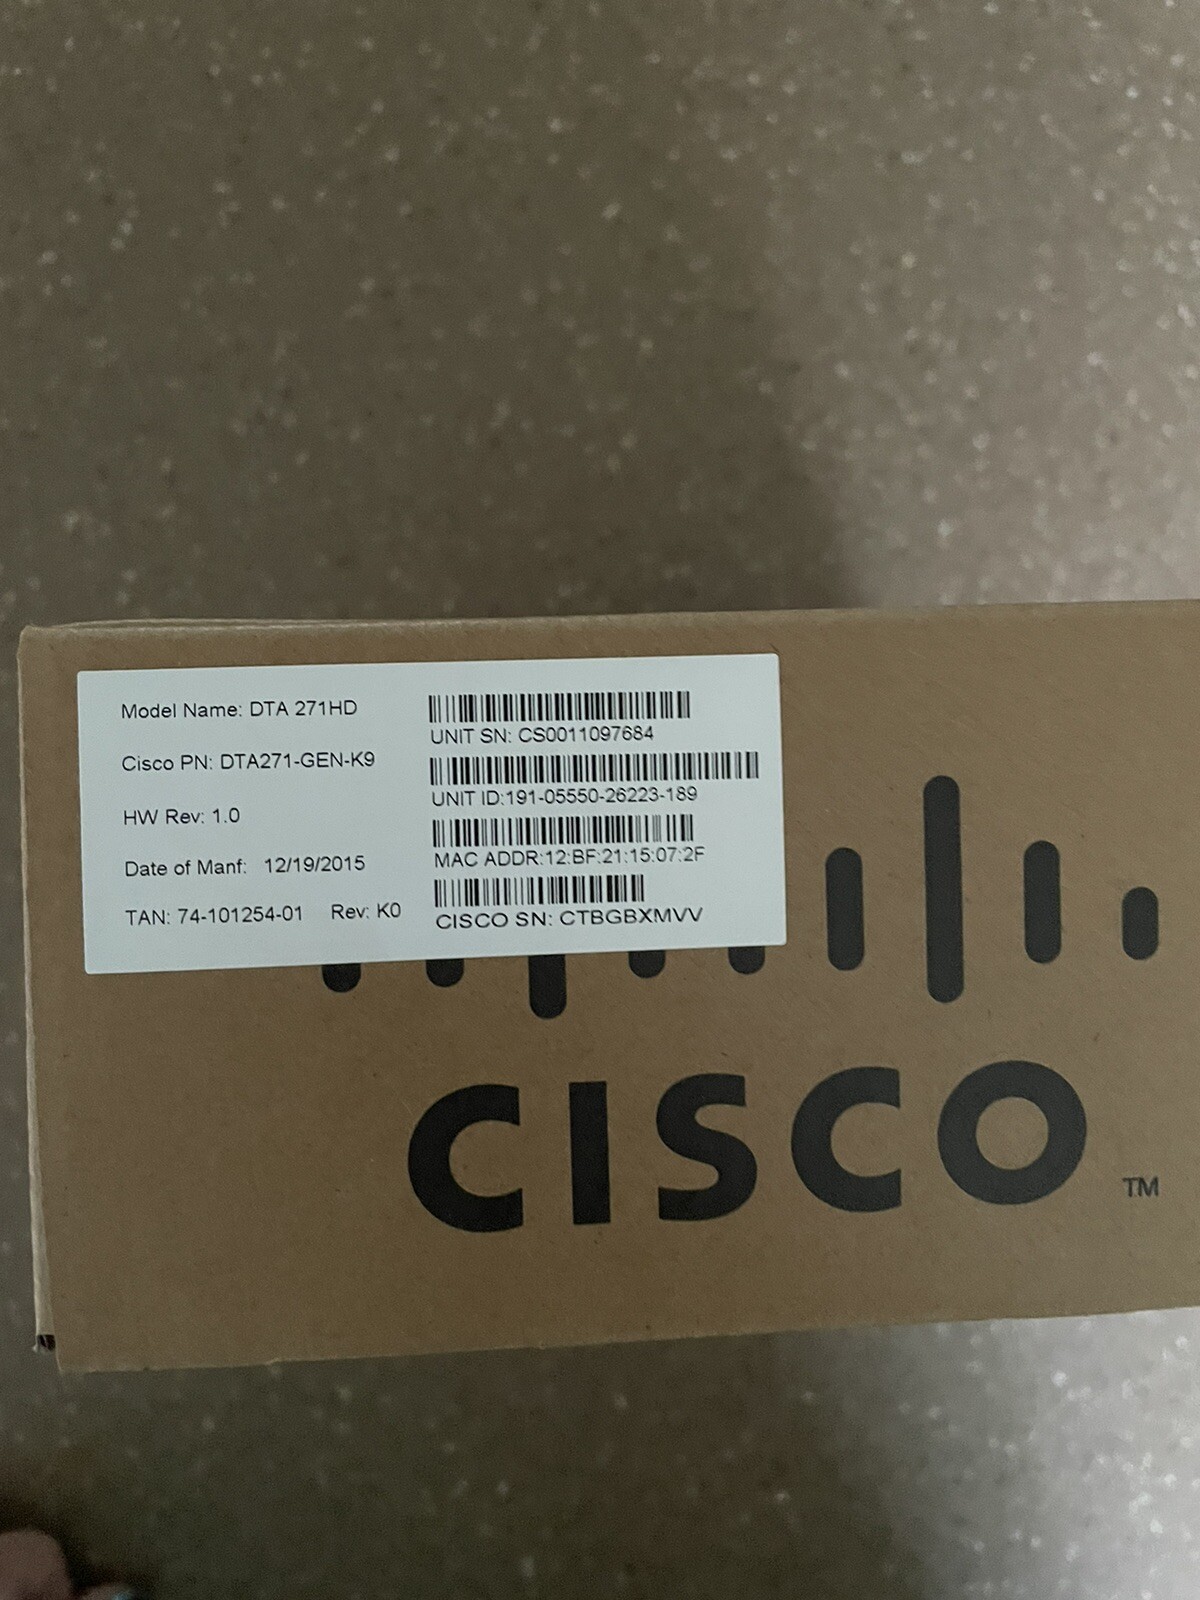 Model Name: DTA 271HD
Cisco PN: DTA271-GEN-K9
HW Rev: 1.0
Date of Manf: 12/19/2015
TAN: 74-101254-01 Rev: K0
UNIT SN: CS0011097684
UNIT ID:191-05550-26223-189
MAC ADDR:12:BF:21:15:07:2F
CISCO SN: CTBGBXMVV
CISCO TM